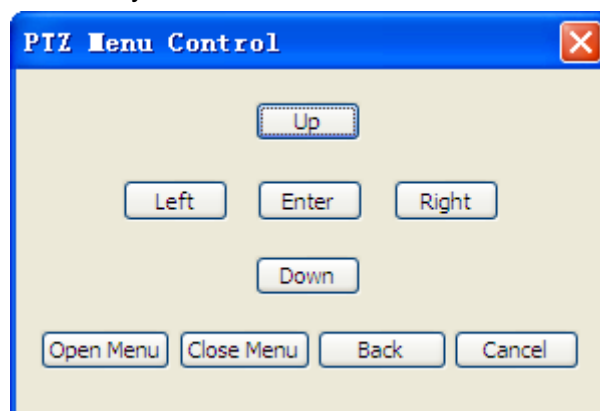 PTZ Menu Control
Up
Left Enter Right
Down
Open Menu Close Menu Back Cancel